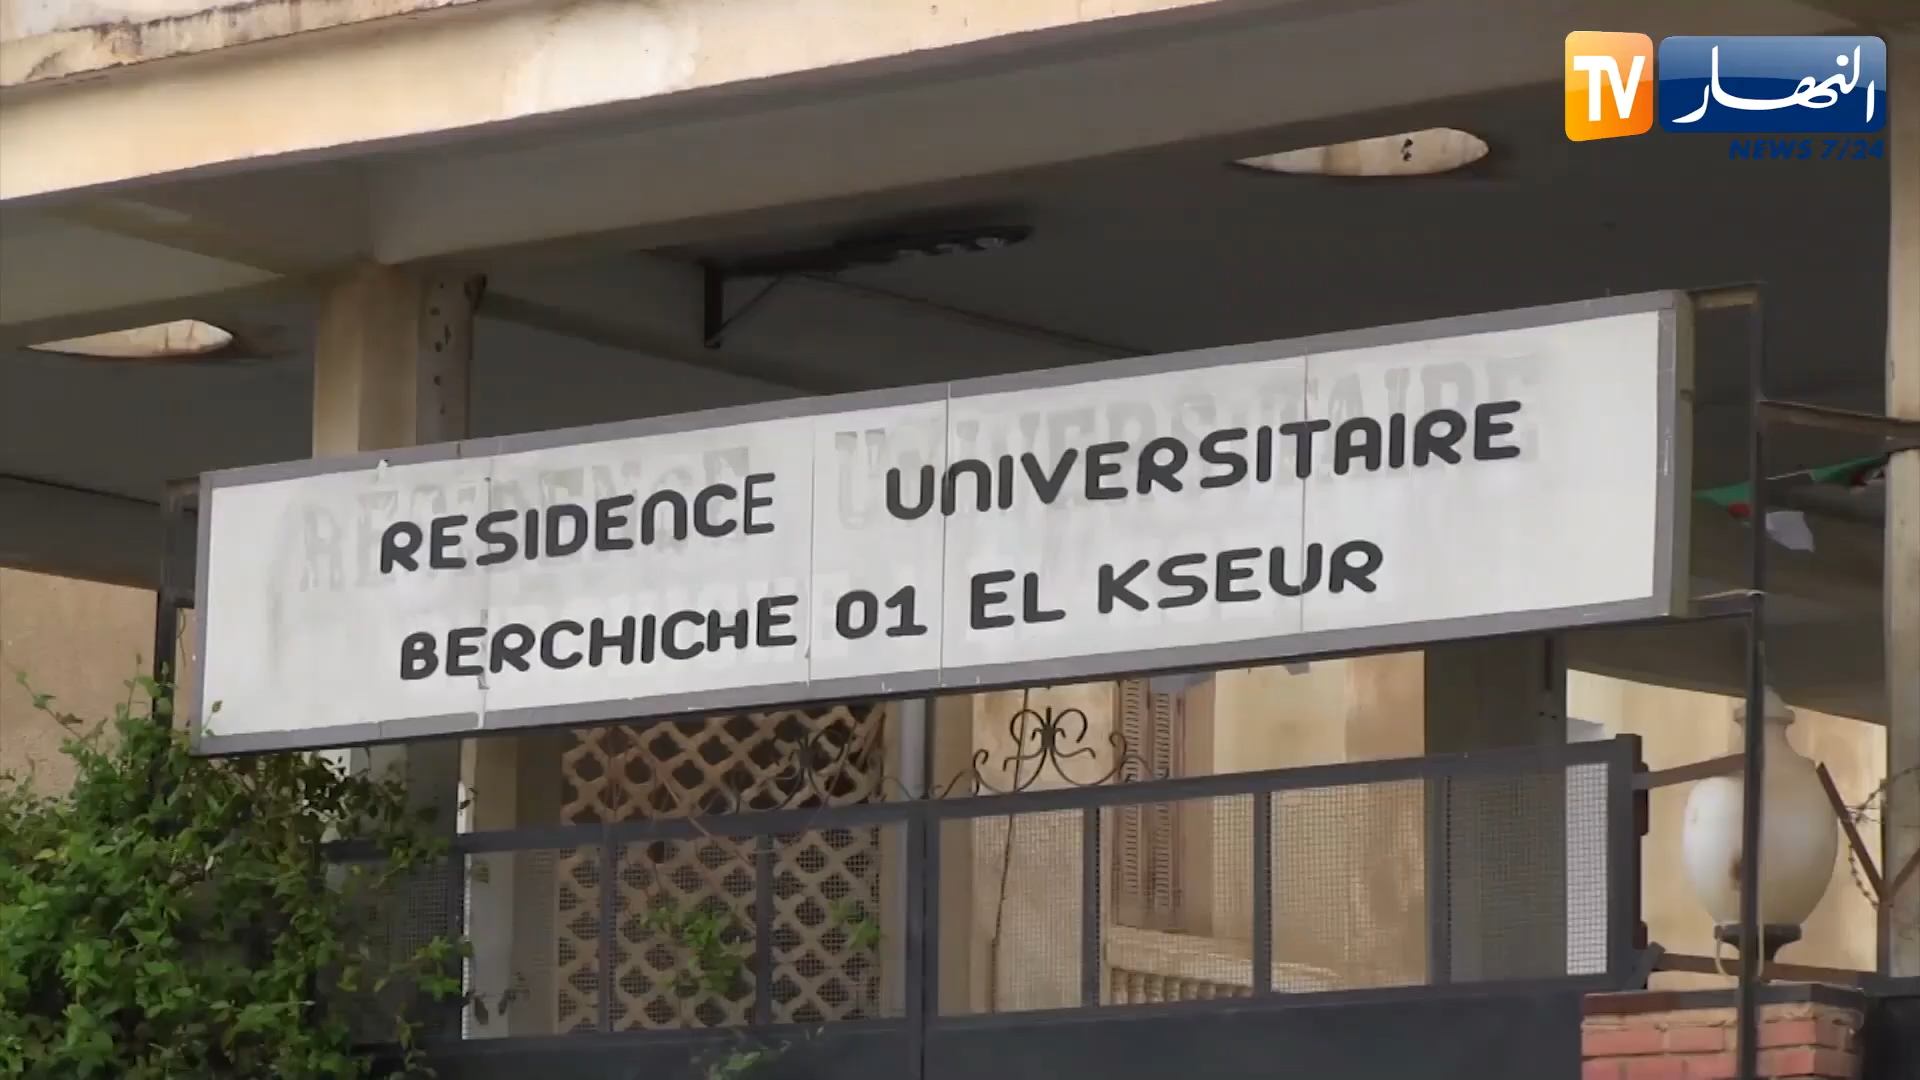 TV النهار
NEWS 7/24
RESIDENCE UNIVERSITAIRE
BERCHICHE 01 EL KSEUR